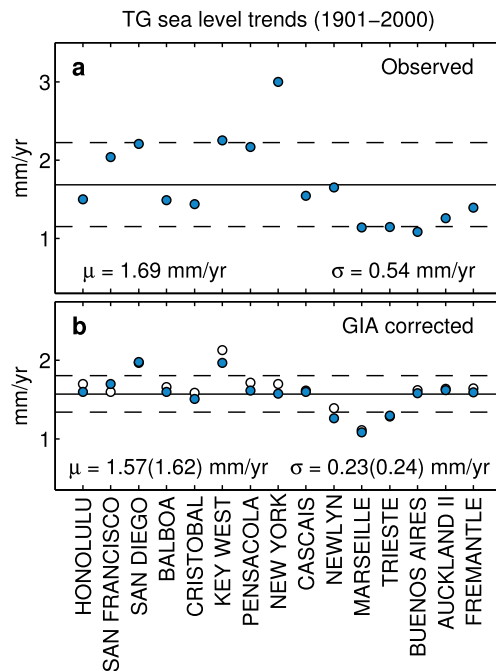 TG sea level trends (1901−2000)
a
Observed
3
2
1
mm/yr
μ = 1.69 mm/yr
σ = 0.54 mm/yr
b
GIA corrected
2
1
mm/yr
μ = 1.57(1.62) mm/yr
σ = 0.23(0.24) mm/yr
HONOLULU
SAN FRANCISCO
SAN DIEGO
BALBOA
CRISTOBAL
KEY WEST
PENSACOLA
NEW YORK
CASCAIS
NEWLYN
MARSEILLE
TRIESTE
BUENOS AIRES
AUCKLAND II
FREMANTLE